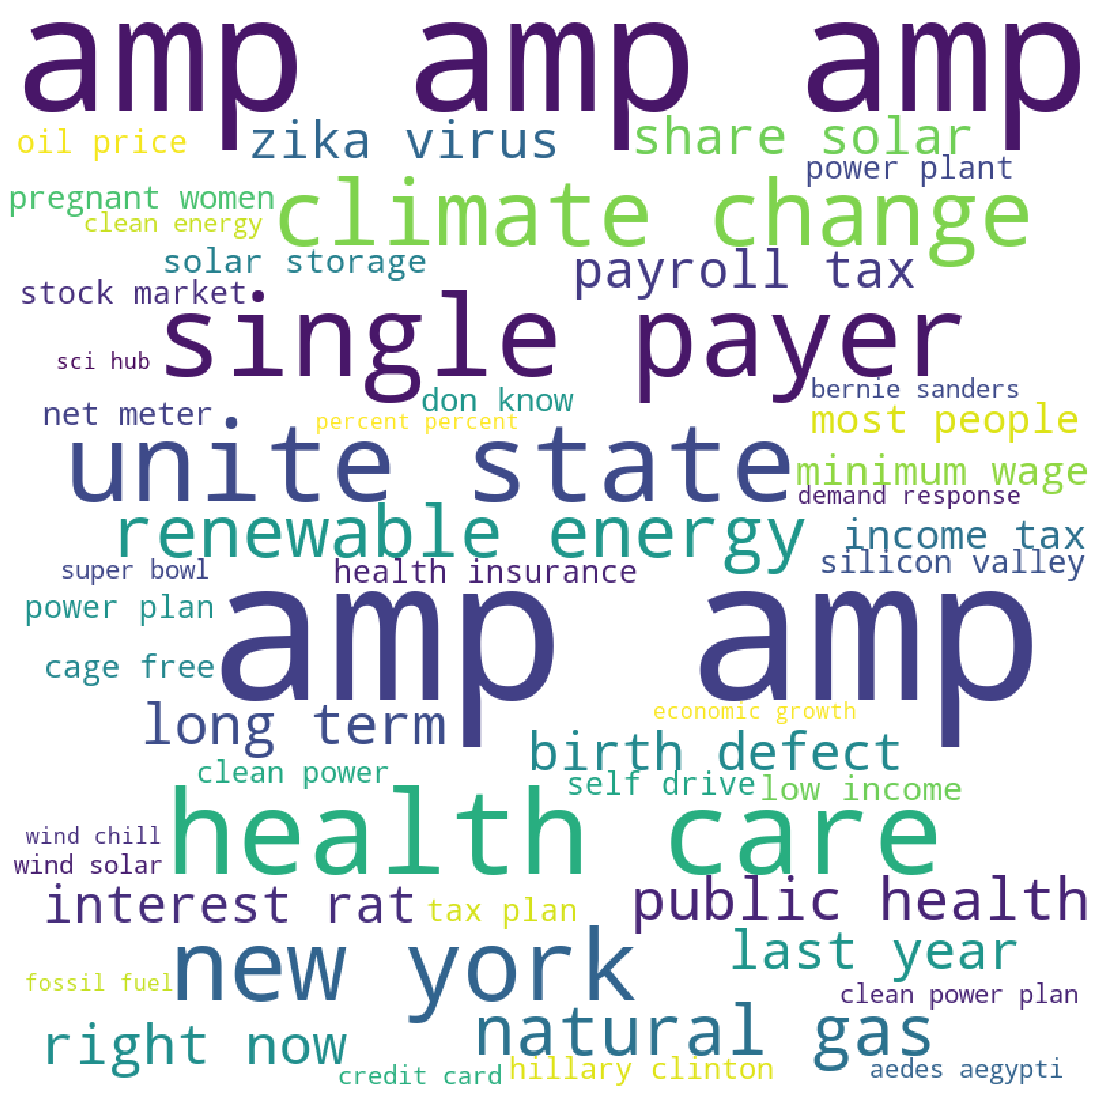 amp amp amp
oil price
zika virus
share solar
power plant
pregnant women
climate change
clean energy
solar storage
payroll tax
stock market
single payer
sci hub
bernie sanders
net meter
don know
percent percent
most people
unite state
minimum wage
demand response
renewable energy
income tax
super bowl
health insurance
silicon valley
power plan
amp amp
cage free
long term
economic growth
birth defect
clean power
self drive
low income
health care
wind chill
wind solar
interest rat
tax plan
public health
new york
last year
fossil fuel
clean power plan
right now
natural gas
credit card
hillary clinton
aedes aegypti